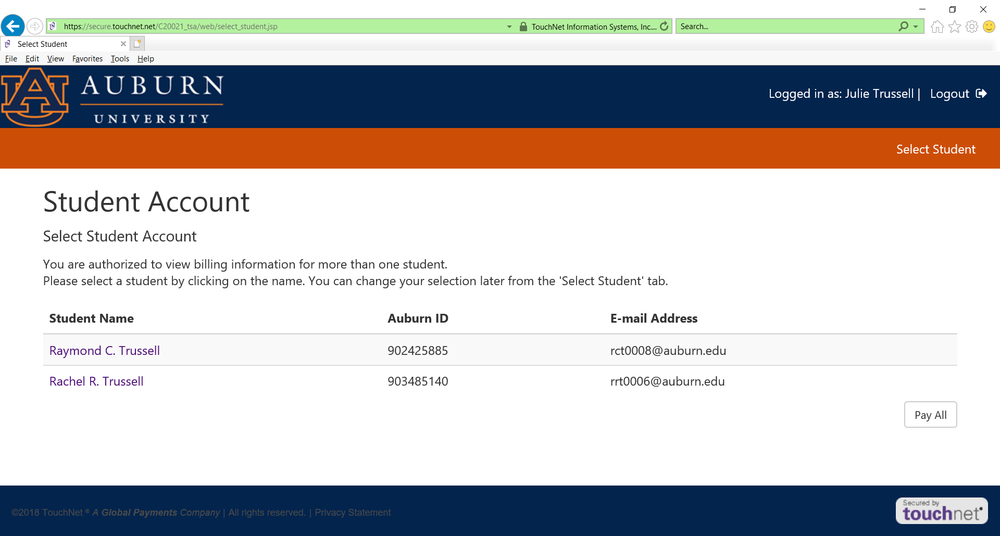 https://secure.touchnet.net/C20021_tsa/web/select_student.jsp TouchNet Information Systems, Inc.... Search...
Select Student
File Edit View Favorites Tools Help
AUBURN
UNIVERSITY
Logged in as: Julie Trussell | Logout
Select Student
Student Account
Select Student Account
You are authorized to view billing information for more than one student.
Please select a student by clicking on the name. You can change your selection later from the 'Select Student' tab.
Student Name Auburn ID E-mail Address
Raymond C. Trussell 902425885 rct0008@auburn.edu
Rachel R. Trussell 903485140 rrt0006@auburn.edu
Pay All
©2018 TouchNet ® A Global Payments Company | All rights reserved. | Privacy Statement
Secured by
touchnet